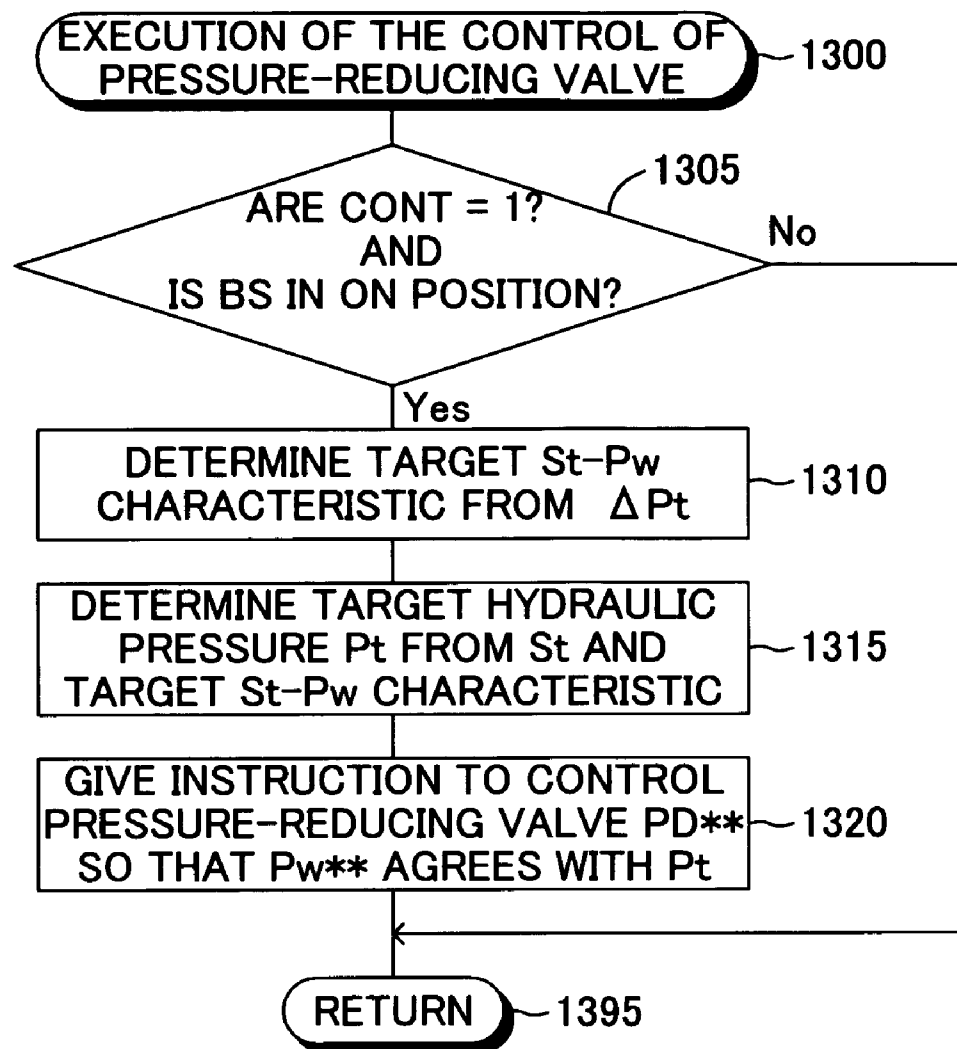 EXECUTION OF THE CONTROL OF
PRESSURE-REDUCING VALVE
1300
1305
ARE CONT = 1?
AND
IS BS IN ON POSITION?
No
Yes
DETERMINE TARGET St-Pw
CHARACTERISTIC FROM ΔPt
1310
DETERMINE TARGET HYDRAULIC
PRESSURE Pt FROM St AND
TARGET St-Pw CHARACTERISTIC
1315
GIVE INSTRUCTION TO CONTROL
PRESSURE-REDUCING VALVE PD**
SO THAT Pw** AGREES WITH Pt
1320
RETURN
1395